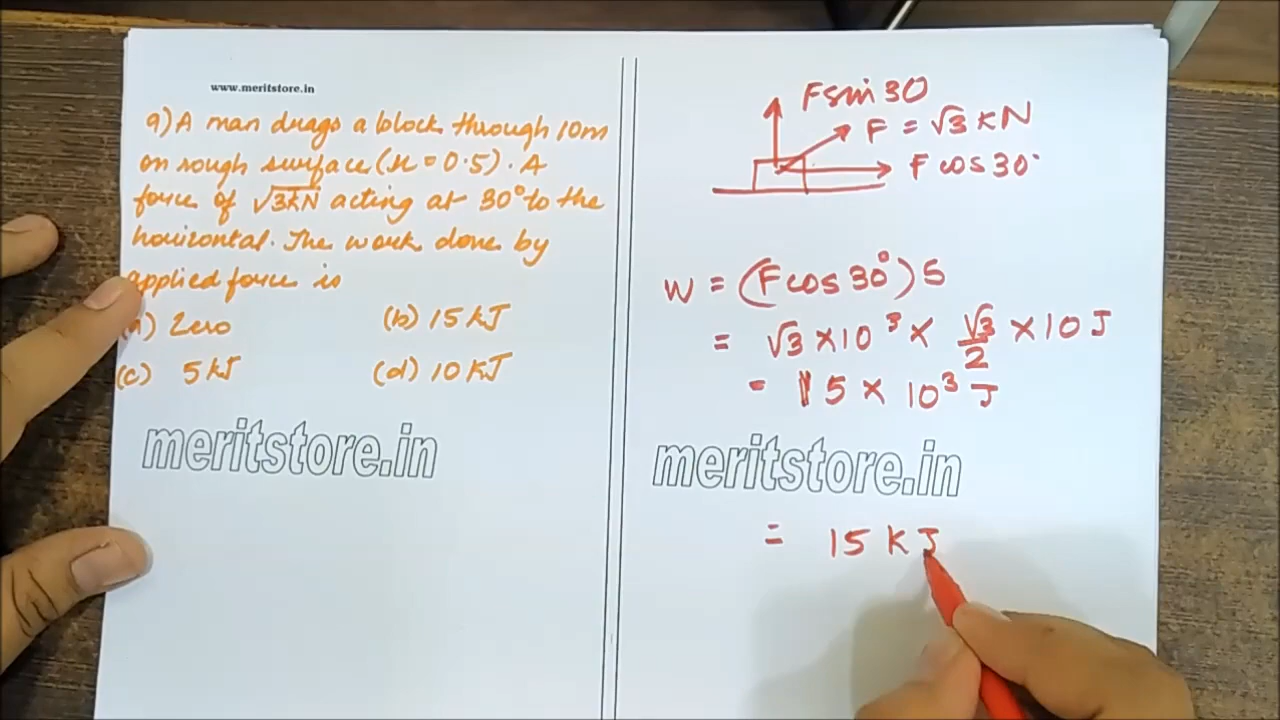 www.meritstore.in
9) A man drags a block through 10m
on rough surface (μ = 0.5). A
force of √3kN acting at 30° to the
horizontal. The work done by
applied force is
(a) Zero (b) 15 kJ
(c) 5 kJ (d) 10 KJ
meritstore.in
F sin 30
F = √3 kN
F cos 30°
W = (F cos 30°) S
= √3 × 10³ × √3/2 × 10 J
= 15 × 10³ J
meritstore.in
= 15 kJ